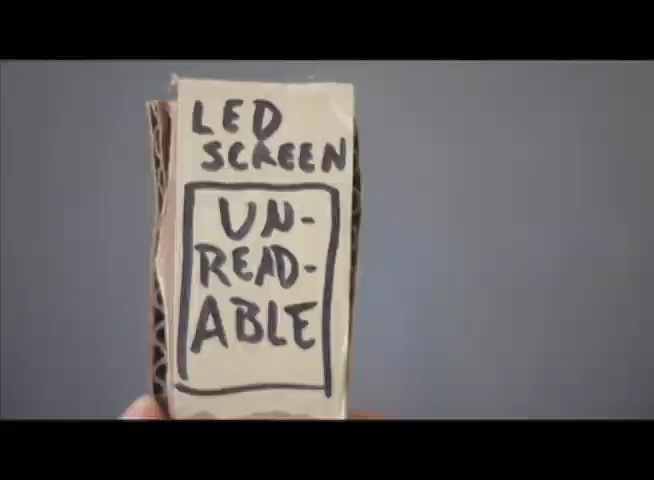 LED
SCREEN
UN-
READ-
ABLE